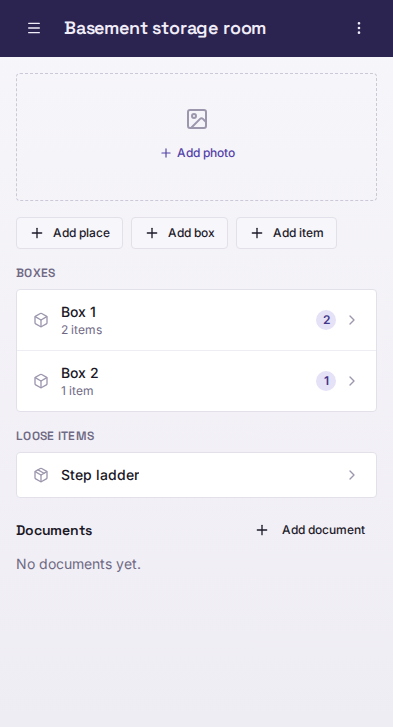 Basement storage room
Add photo
Add place
Add box
Add item
BOXES
Box 1
2 items
2
Box 2
1 item
1
LOOSE ITEMS
Step ladder
Documents
Add document
No documents yet.